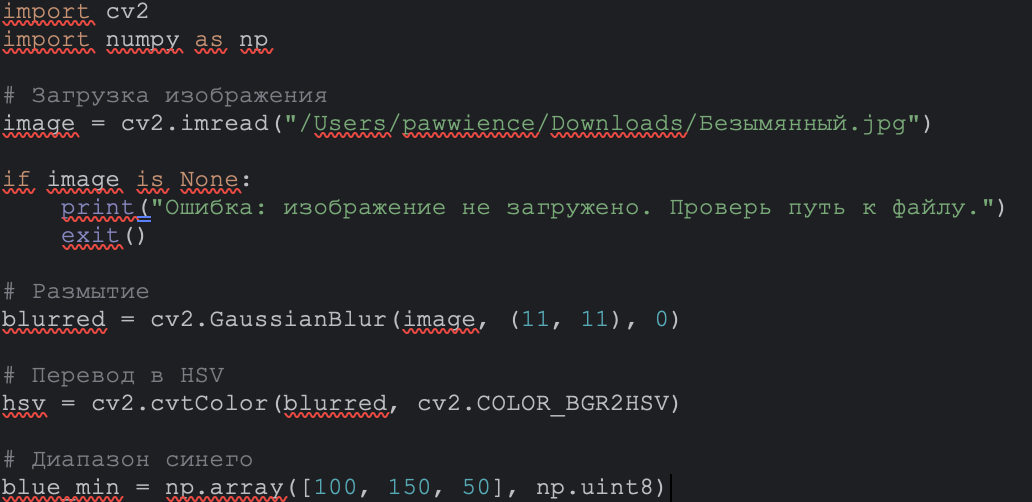 import cv2
import numpy as np
# Загрузка изображения
image = cv2.imread("/Users/pawwience/Downloads/Безымянный.jpg")
if image is None:
    print("Ошибка: изображение не загружено. Проверь путь к файлу.")
    exit()
# Размытие
blurred = cv2.GaussianBlur(image, (11, 11), 0)
# Перевод в HSV
hsv = cv2.cvtColor(blurred, cv2.COLOR_BGR2HSV)
# Диапазон синего
blue_min = np.array([100, 150, 50], np.uint8)